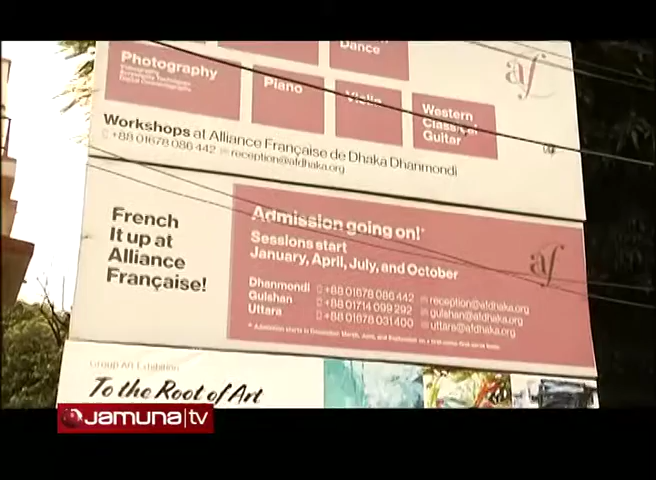 Dance
af
Photography
Piano
Violin
Western
Classical
Guitar
Workshops at Alliance Française de Dhaka Dhanmondi
+88 01678 086 442 reception@afdhaka.org
French
It up at
Alliance
Française!
Admission going on!*
Sessions start
January, April, July, and October
af
Dhanmondi +88 01678 086 442 reception@afdhaka.org
Gulshan +88 01714 099 292 gulshan@afdhaka.org
Uttara +88 01678 031 400 uttara@afdhaka.org
Group Art Exhibition
To the Root of Art
Jamuna tv